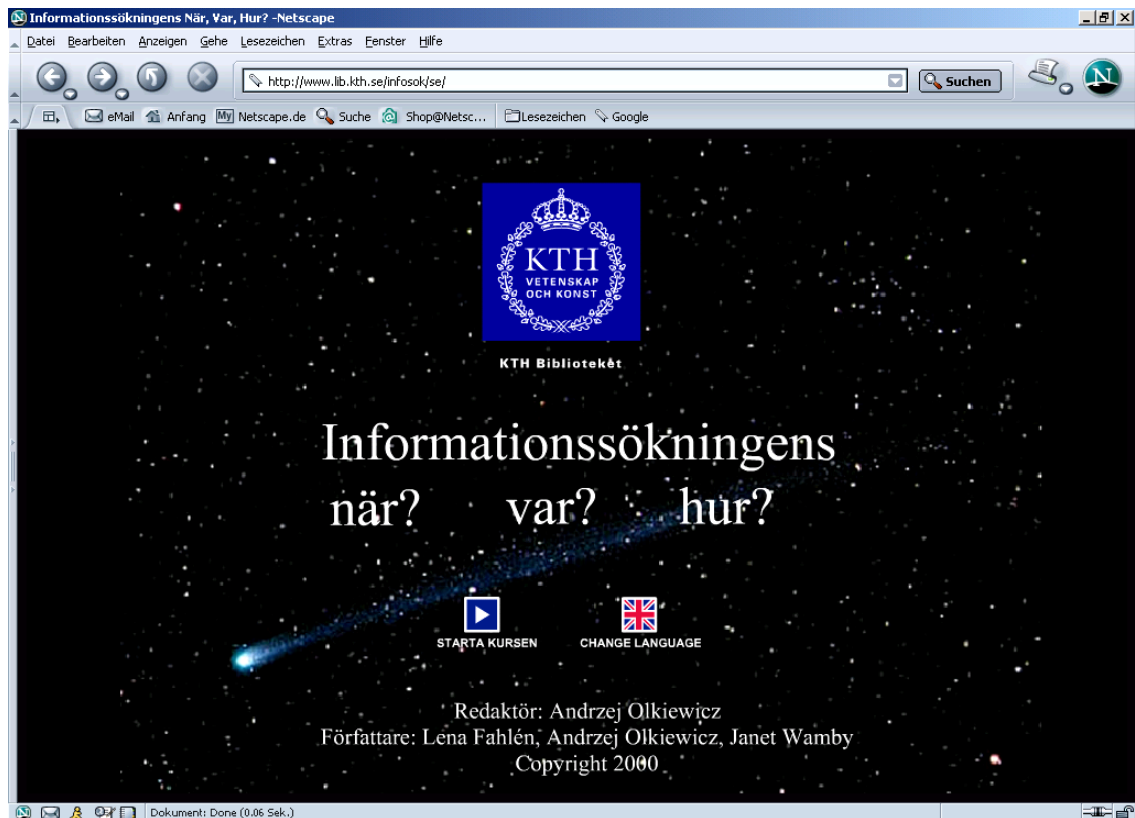 Informationssökningens När, Var, Hur? -Netscape
Datei Bearbeiten Anzeigen Gehe Lesezeichen Extras Fenster Hilfe
http://www.lib.kth.se/infosok/se/ Suchen N
eMail Anfang My Netscape.de Suche Shop@Netsc... Lesezeichen Google
KTH
VETENSKAP
OCH KONST
KTH Biblioteket
Informationssökningens
när? var? hur?
STARTA KURSEN CHANGE LANGUAGE
Redaktör: Andrzej Olkiewicz
Författare: Lena Fahlén, Andrzej Olkiewicz, Janet Wamby
Copyright 2000
Dokument: Done (0.06 Sek.)